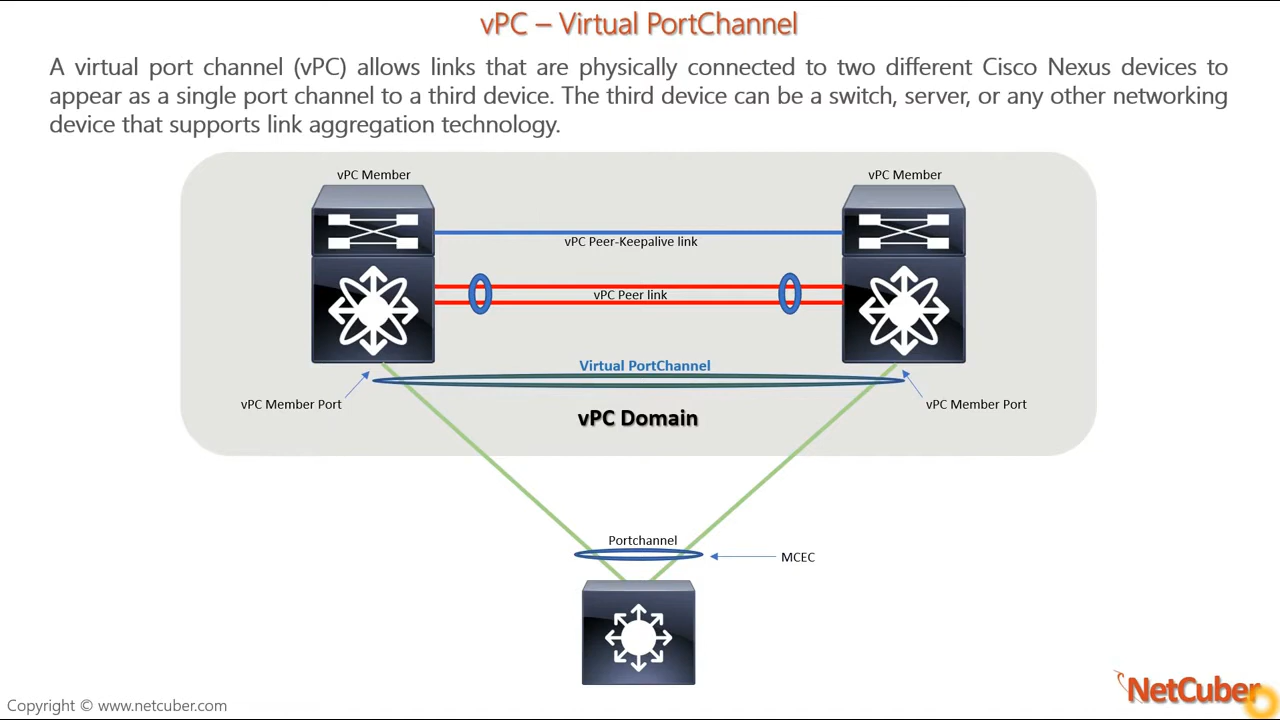 vPC – Virtual PortChannel
A virtual port channel (vPC) allows links that are physically connected to two different Cisco Nexus devices to
appear as a single port channel to a third device. The third device can be a switch, server, or any other networking
device that supports link aggregation technology.
vPC Member
vPC Member
vPC Peer-Keepalive link
vPC Peer link
Virtual PortChannel
vPC Member Port
vPC Member Port
vPC Domain
Portchannel
MCEC
NetCuber
Copyright © www.netcuber.com